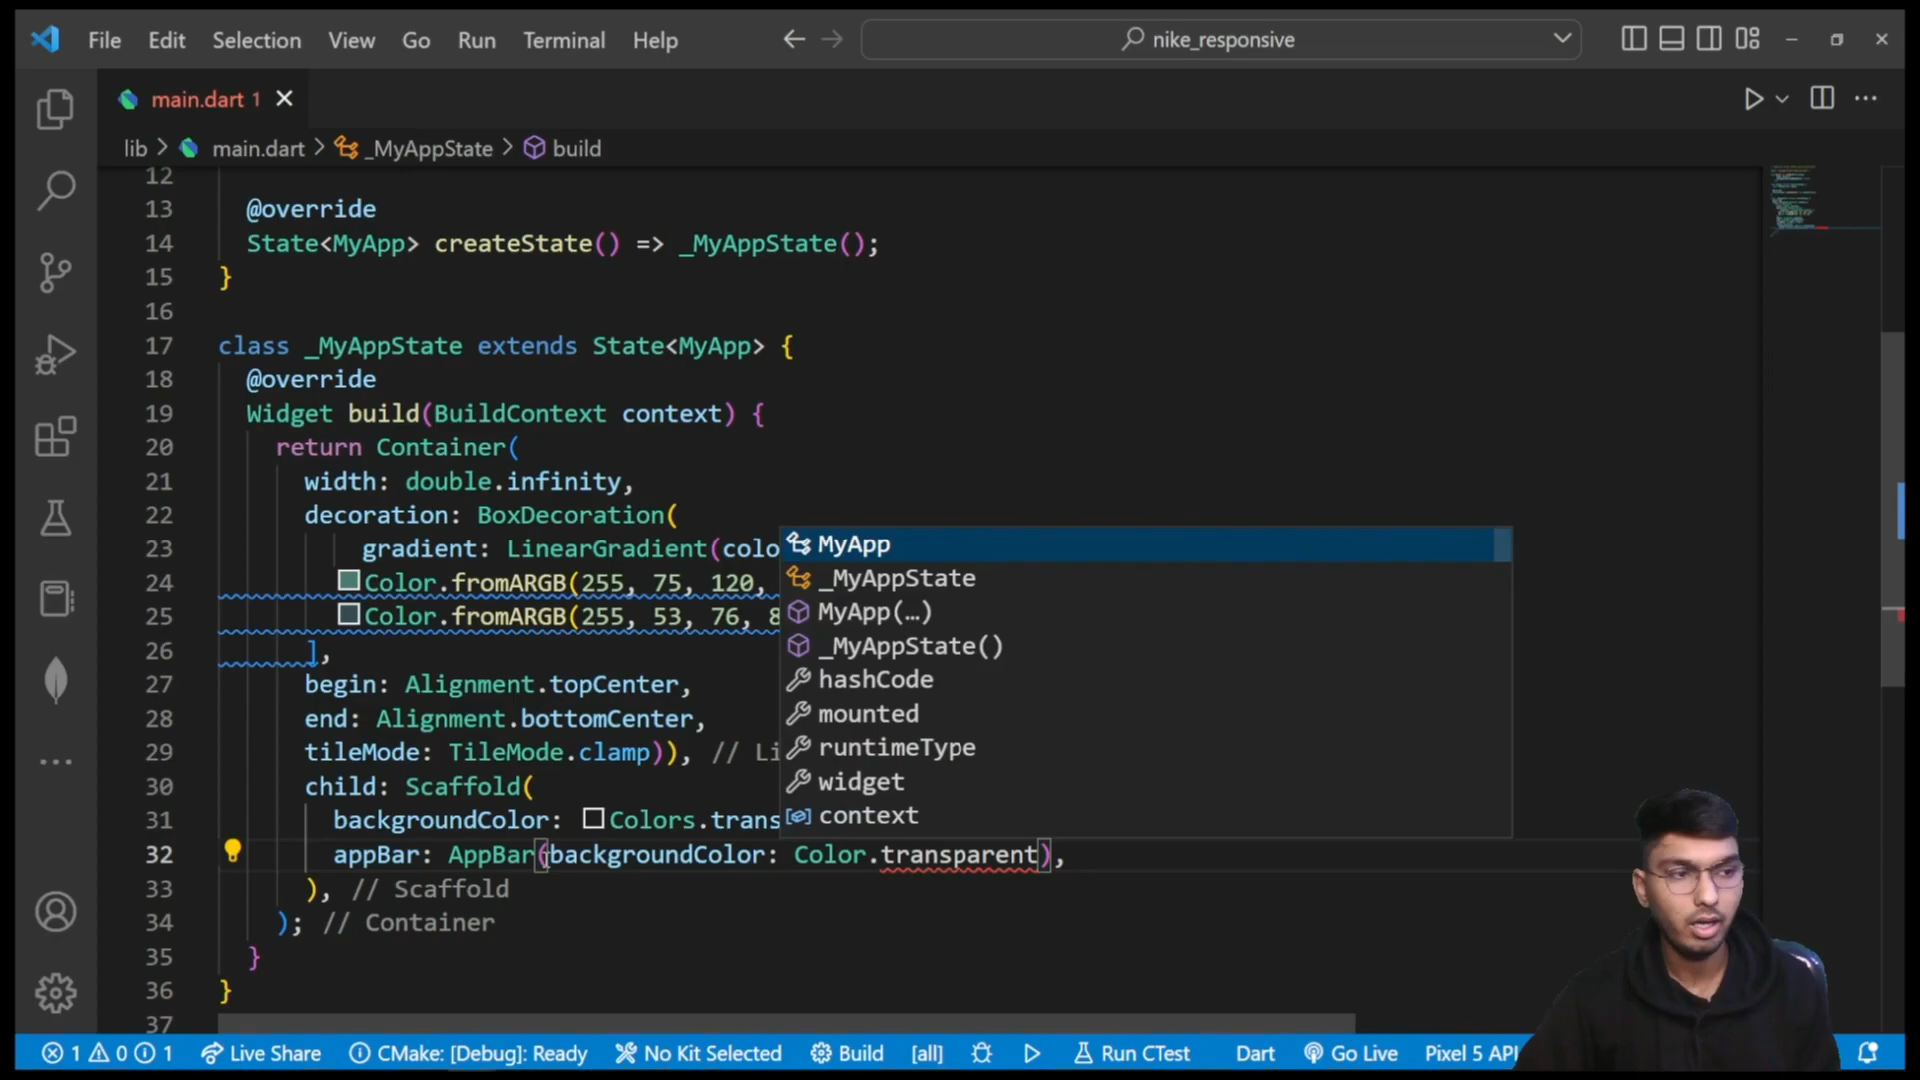 File Edit Selection View Go Run Terminal Help nike_responsive
main.dart 1
lib > main.dart > _MyAppState > build
12
13 @override
14 State<MyApp> createState() => _MyAppState();
15 }
16
17 class _MyAppState extends State<MyApp> {
18 @override
19 Widget build(BuildContext context) {
20 return Container(
21 width: double.infinity,
22 decoration: BoxDecoration(
23 gradient: LinearGradient(colo
MyApp
24 Color.fromARGB(255, 75, 120,
_MyAppState
25 Color.fromARGB(255, 53, 76, 8
MyApp(…)
26 ],
_MyAppState()
27 begin: Alignment.topCenter,
hashCode
28 end: Alignment.bottomCenter,
mounted
29 tileMode: TileMode.clamp)), // Li
runtimeType
30 child: Scaffold(
widget
31 backgroundColor: Colors.trans
context
32 appBar: AppBar(backgroundColor: Color.transparent),
33 ), // Scaffold
34 ); // Container
35 }
36 }
37
1 0 1 Live Share CMake: [Debug]: Ready No Kit Selected Build [all] Run CTest Dart Go Live Pixel 5 API